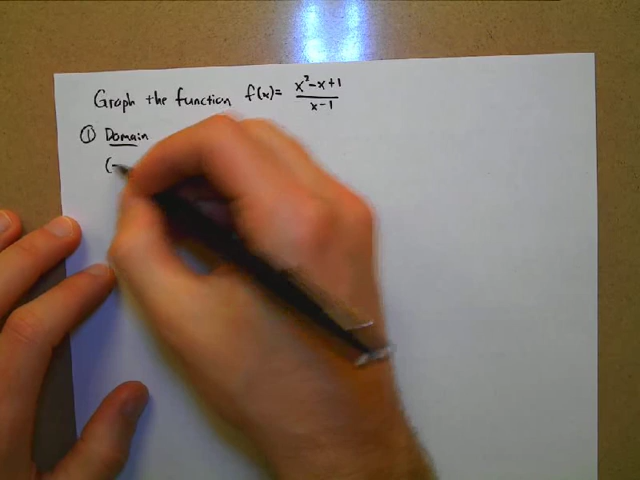 Graph the function f(x) = x²-x+1 / x-1
① Domain
(-